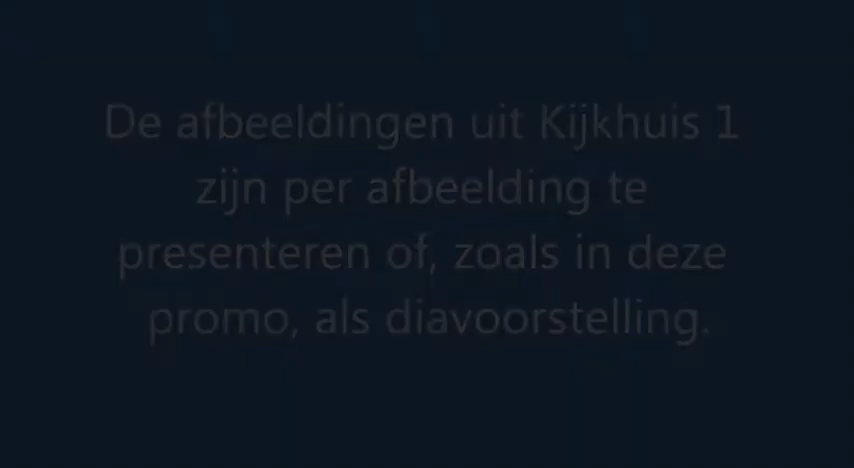 De afbeeldingen uit Kijkhuis 1
zijn per afbeelding te
presenteren of, zoals in deze
promo, als diavoorstelling.